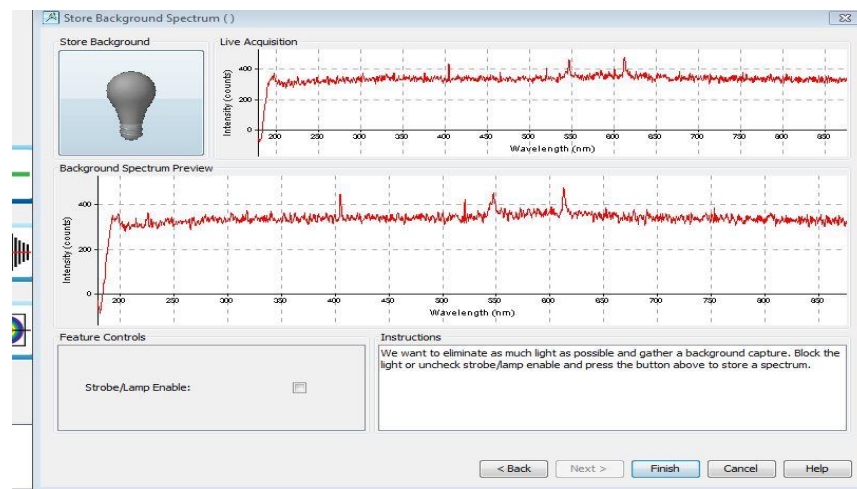 Store Background Spectrum ( )
Store Background
Live Acquisition
Intensity (counts)
400
200
0
200 250 300 350 400 450 500 550 600 650 700 750 800 850
Wavelength (nm)
Background Spectrum Preview
Intensity (counts)
400
200
0
200 250 300 350 400 450 500 550 600 650 700 750 800 850
Wavelength (nm)
Feature Controls
Strobe/Lamp Enable:
Instructions
We want to eliminate as much light as possible and gather a background capture. Block the
light or uncheck strobe/lamp enable and press the button above to store a spectrum.
< Back Next > Finish Cancel Help